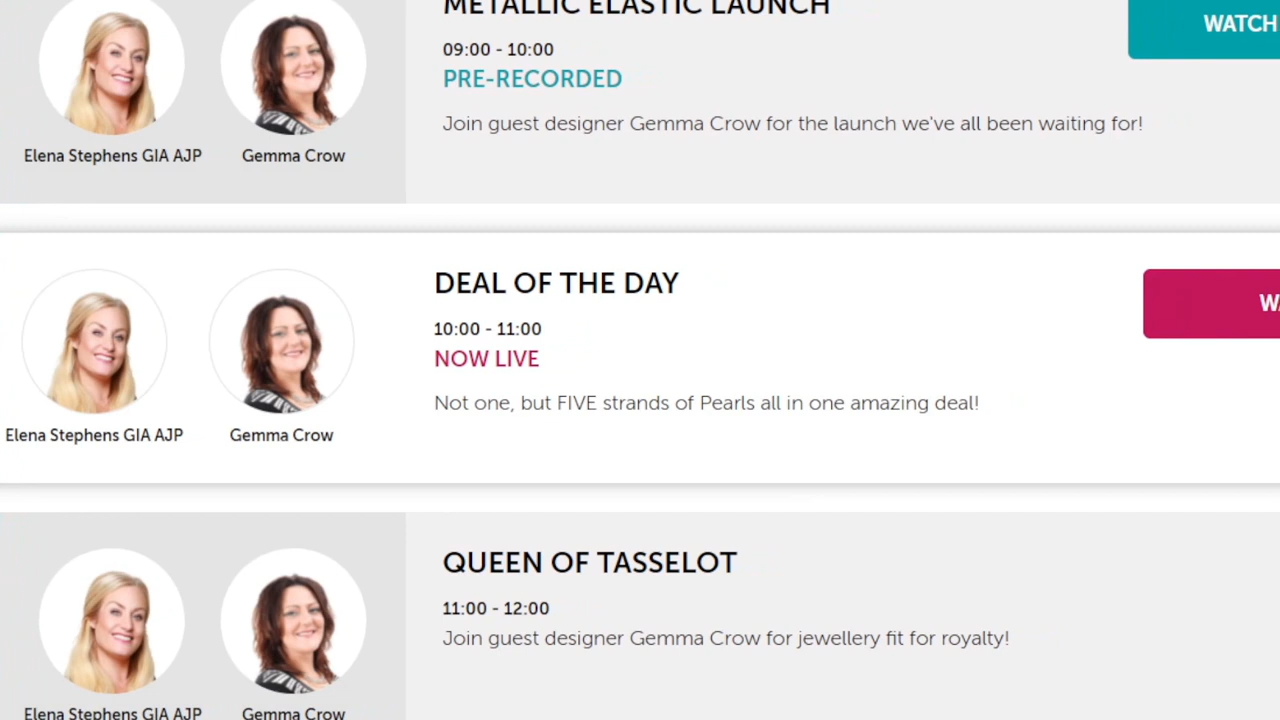 METALLIC ELASTIC LAUNCH
WATCH
09:00 - 10:00
PRE-RECORDED
Join guest designer Gemma Crow for the launch we've all been waiting for!
Elena Stephens GIA AJP
Gemma Crow
DEAL OF THE DAY
10:00 - 11:00
NOW LIVE
Not one, but FIVE strands of Pearls all in one amazing deal!
Elena Stephens GIA AJP
Gemma Crow
QUEEN OF TASSELOT
11:00 - 12:00
Join guest designer Gemma Crow for jewellery fit for royalty!
Elena Stephens GIA AJP
Gemma Crow